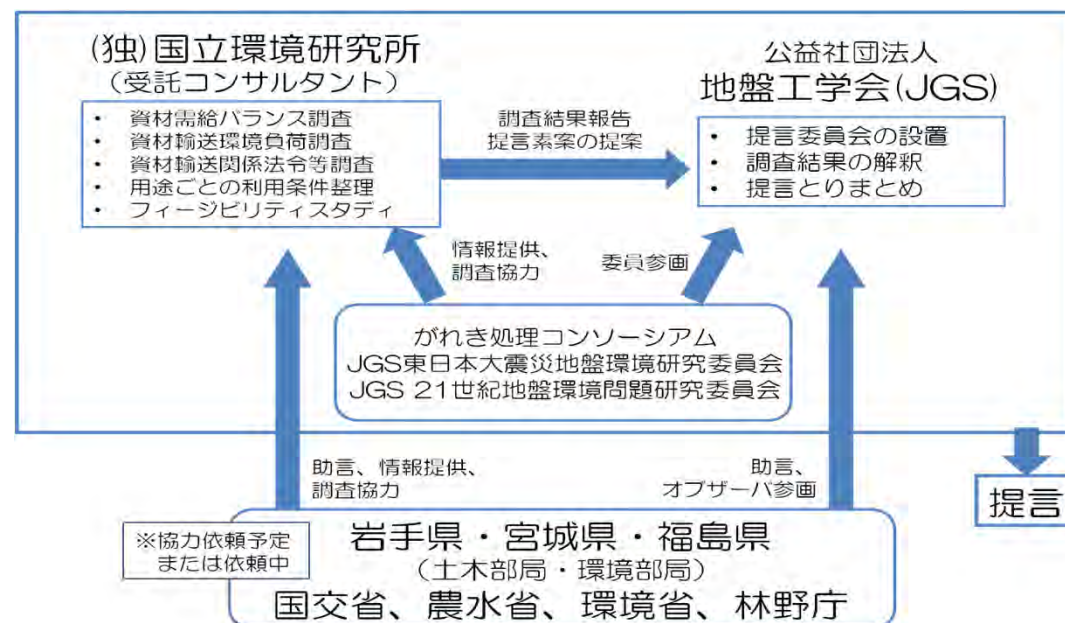 (独)国立環境研究所
（受託コンサルタント）
・ 資材需給バランス調査
・ 資材輸送環境負荷調査
・ 資材輸送関係法令等調査
・ 用途ごとの利用条件整理
・ フィージビリティスタディ
調査結果報告
提言素案の提案
公益社団法人
地盤工学会(JGS)
・ 提言委員会の設置
・ 調査結果の解釈
・ 提言とりまとめ
情報提供、
調査協力
委員参画
がれき処理コンソーシアム
JGS東日本大震災地盤環境研究委員会
JGS 21世紀地盤環境問題研究委員会
助言、情報提供、
調査協力
助言、
オブザーバ参画
提言
※協力依頼予定
または依頼中
岩手県・宮城県・福島県
（土木部局・環境部局）
国交省、農水省、環境省、林野庁